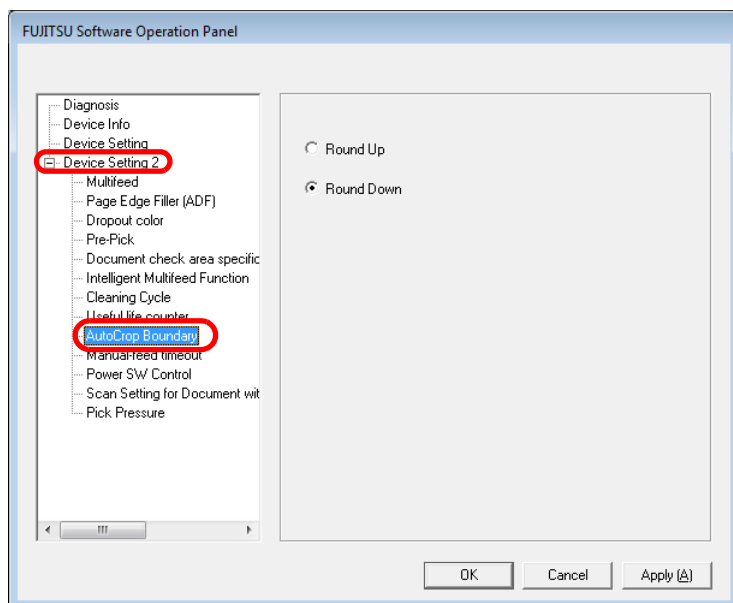 FUJITSU Software Operation Panel
Diagnosis
Device Info
Device Setting
Device Setting 2
Multifeed
Page Edge Filler (ADF)
Dropout color
Pre-Pick
Document check area specific
Intelligent Multifeed Function
Cleaning Cycle
Useful life counter
AutoCrop Boundary
Manual-feed timeout
Power SW Control
Scan Setting for Document wit
Pick Pressure
Round Up
Round Down
OK Cancel Apply (A)